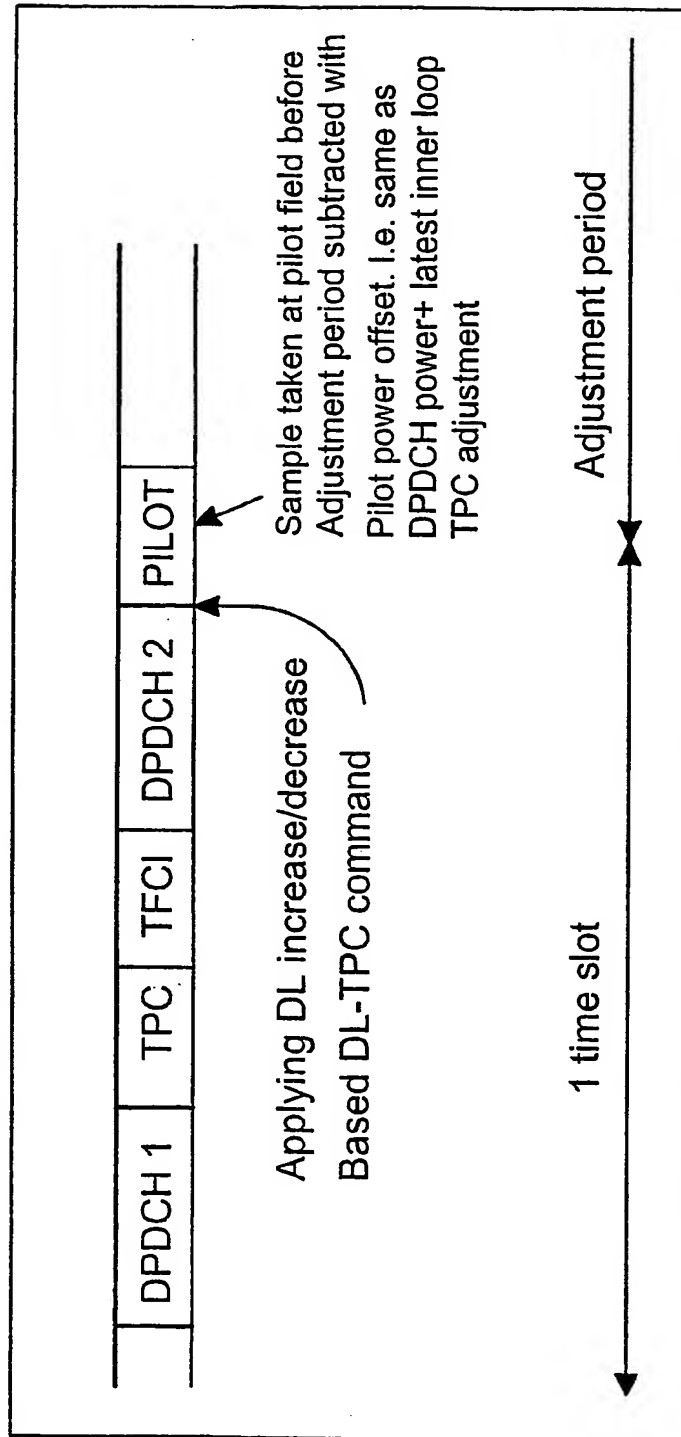 DPDCH 1 TPC TFCI DPDCH 2 PILOT
Applying DL increase/decrease
Based DL-TPC command
Sample taken at pilot field before
Adjustment period subtracted with
Pilot power offset. I.e. same as
DPDCH power+ latest inner loop
TPC adjustment
1 time slot
Adjustment period